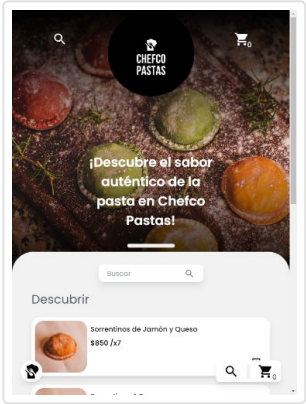 0
CHEFCO
PASTAS
¡Descubre el sabor
auténtico de la
pasta en Chefco
Pastas!
Buscar
Descubrir
Sorrentinos de Jamón y Queso
$850 /x7
0